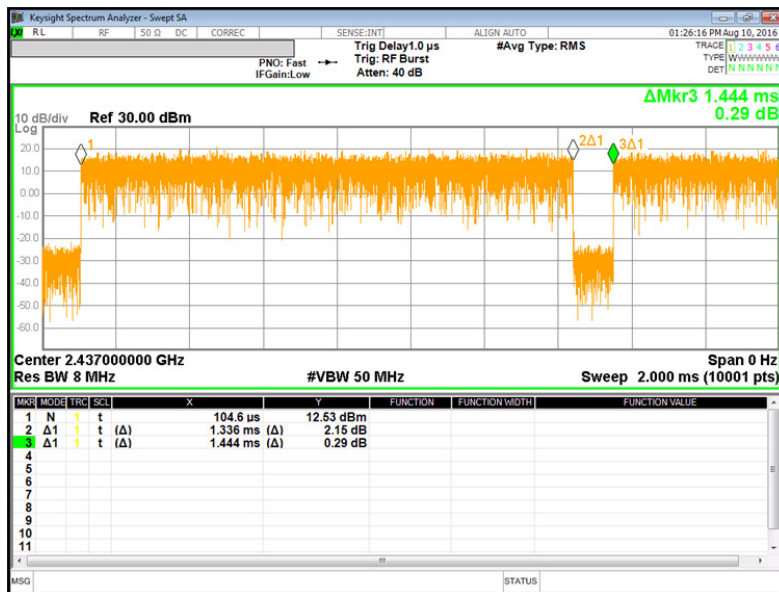 Keysight Spectrum Analyzer - Swept SA
RL RF 50 Ω DC CORREC SENSE:INT ALIGN AUTO 01:26:16 PM Aug 10, 2016
Trig Delay1.0 µs #Avg Type: RMS TRACE 1 2 3 4 5 6
PNO: Fast Trig: RF Burst TYPE WWWWWW
IFGain:Low Atten: 40 dB DET N N N N N N
ΔMkr3 1.444 ms
10 dB/div Ref 30.00 dBm 0.29 dB
Log
1 2Δ1 3Δ1
20.0
10.0
0.00
-10.0
-20.0
-30.0
-40.0
-50.0
-60.0
Center 2.437000000 GHz Span 0 Hz
Res BW 8 MHz #VBW 50 MHz Sweep 2.000 ms (10001 pts)
MKR MODE TRC SCL X Y FUNCTION FUNCTION WIDTH FUNCTION VALUE
1 N 1 t 104.6 µs 12.53 dBm
2 Δ1 1 t (Δ) 1.336 ms (Δ) 2.15 dB
3 Δ1 1 t (Δ) 1.444 ms (Δ) 0.29 dB
4
5
6
7
8
9
10
11
MSG STATUS